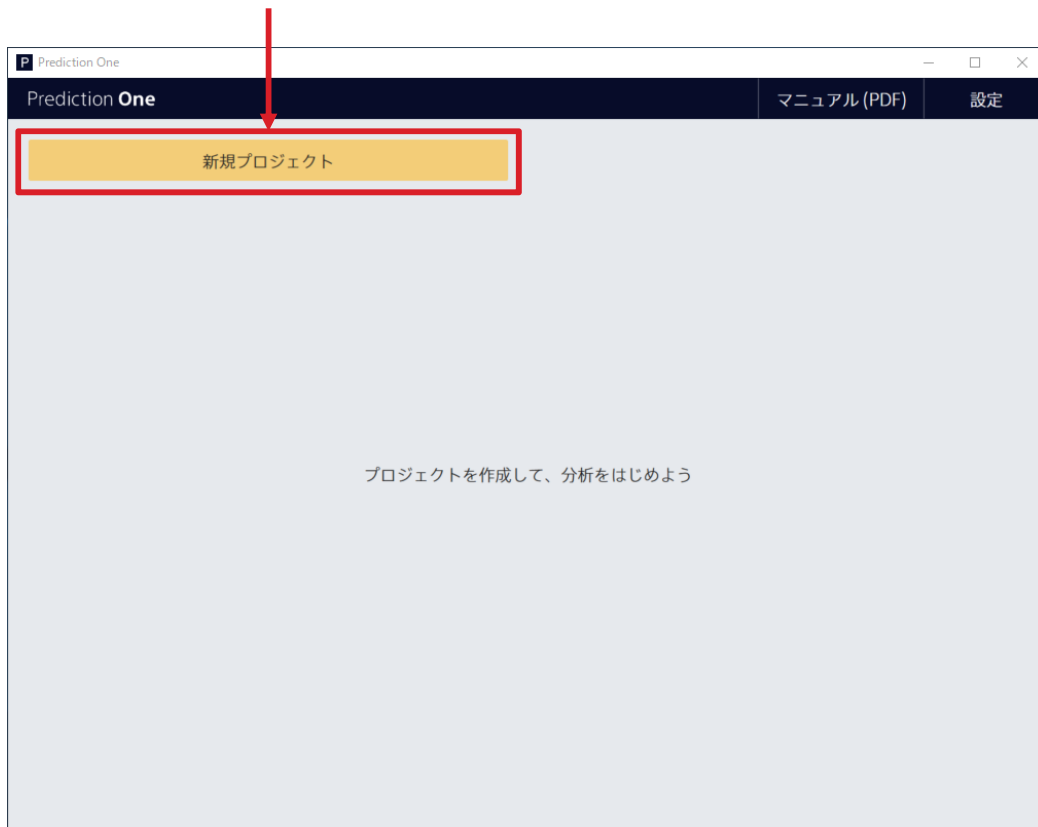 Prediction One
Prediction One
マニュアル (PDF)
設定
新規プロジェクト
プロジェクトを作成して、分析をはじめよう